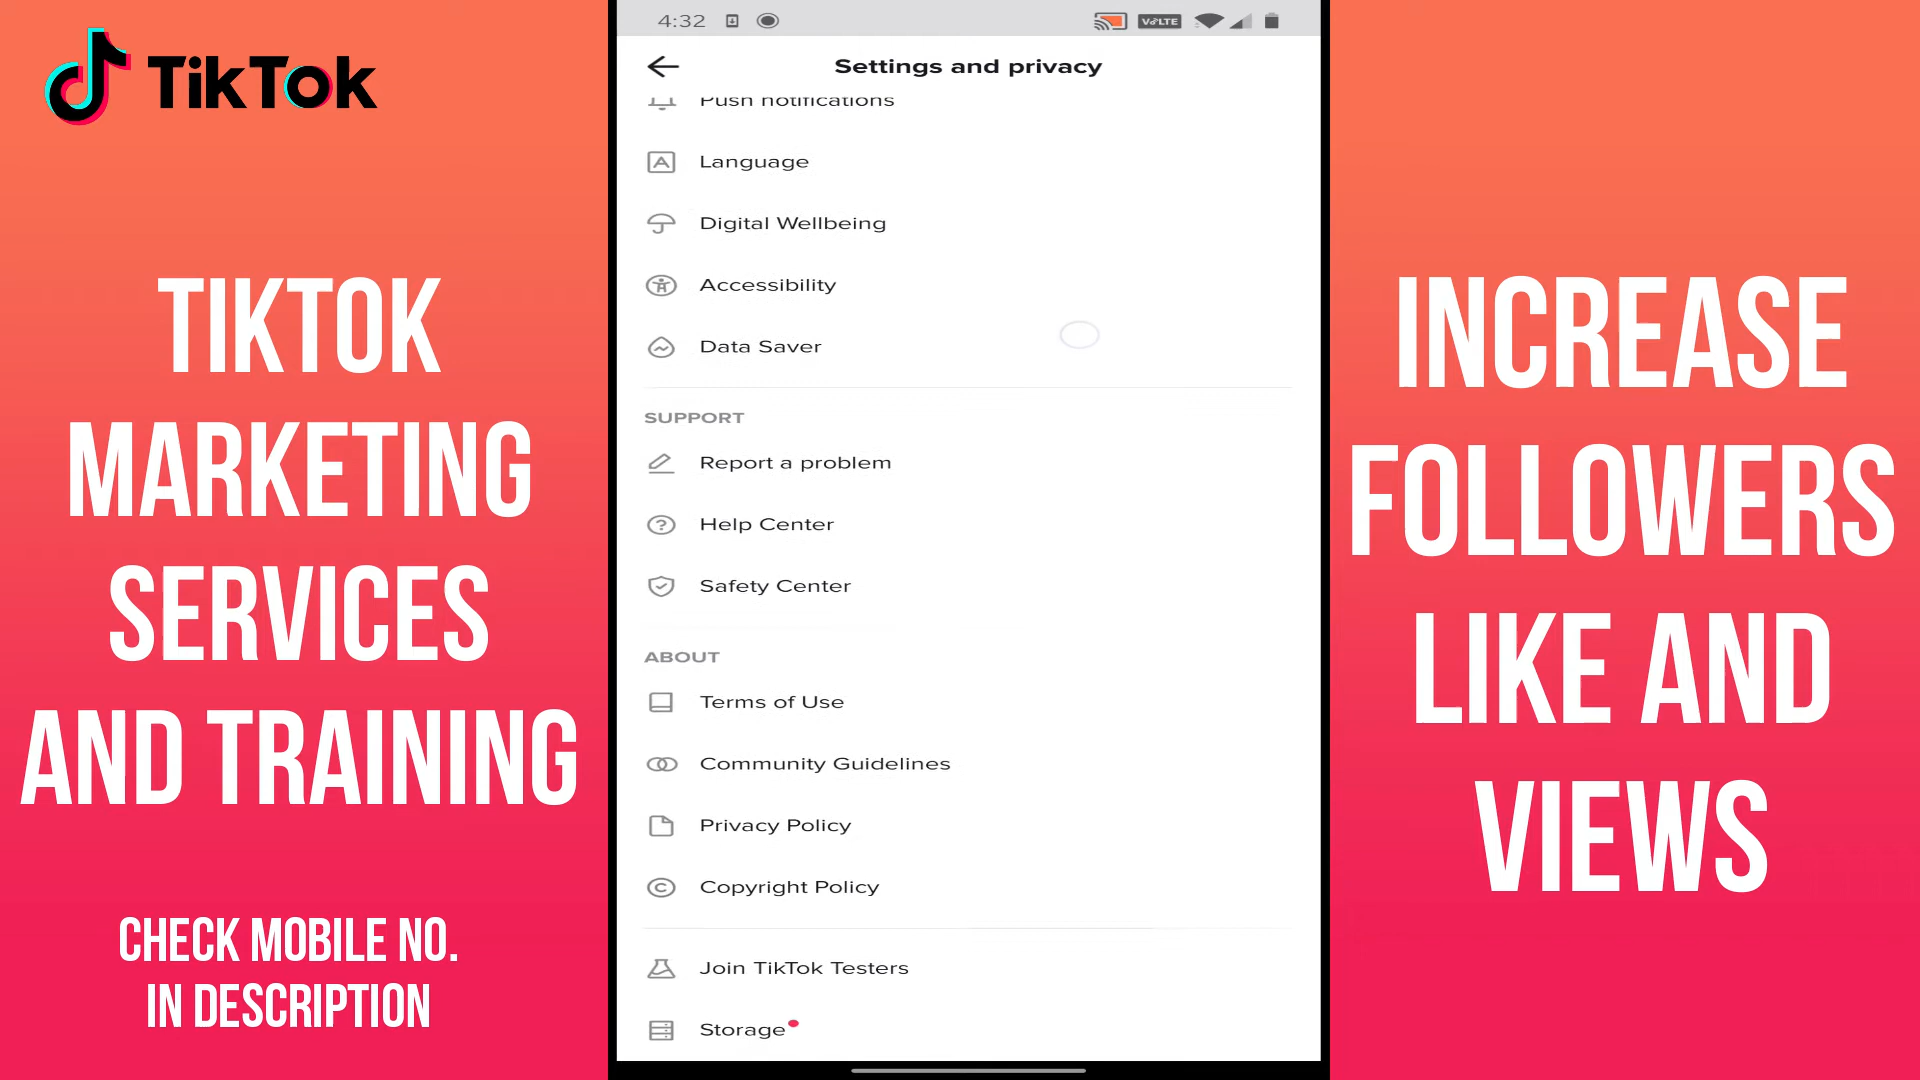 TikTok
TIKTOK
MARKETING
SERVICES
AND TRAINING
CHECK MOBILE NO.
IN DESCRIPTION
4:32
VoLTE
Settings and privacy
Push notifications
Language
Digital Wellbeing
Accessibility
Data Saver
SUPPORT
Report a problem
Help Center
Safety Center
ABOUT
Terms of Use
Community Guidelines
Privacy Policy
Copyright Policy
Join TikTok Testers
Storage
INCREASE
FOLLOWERS
LIKE AND
VIEWS